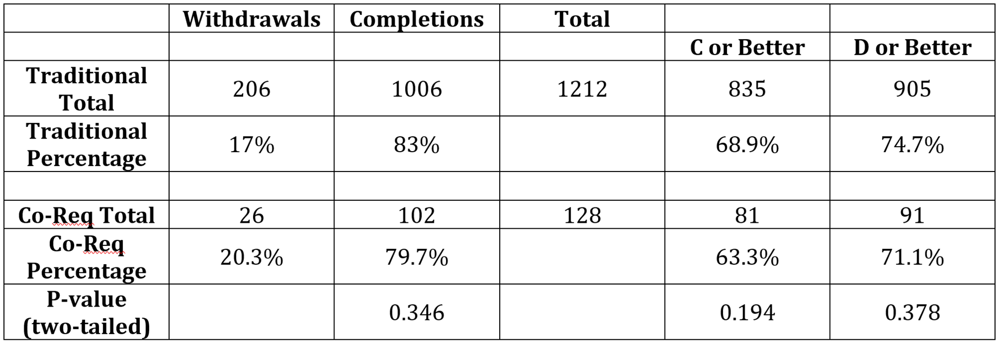 Withdrawals Completions Total
C or Better D or Better
Traditional
Total 206 1006 1212 835 905
Traditional
Percentage 17% 83% 68.9% 74.7%
Co-Req Total 26 102 128 81 91
Co-Req
Percentage 20.3% 79.7% 63.3% 71.1%
P-value
(two-tailed) 0.346 0.194 0.378